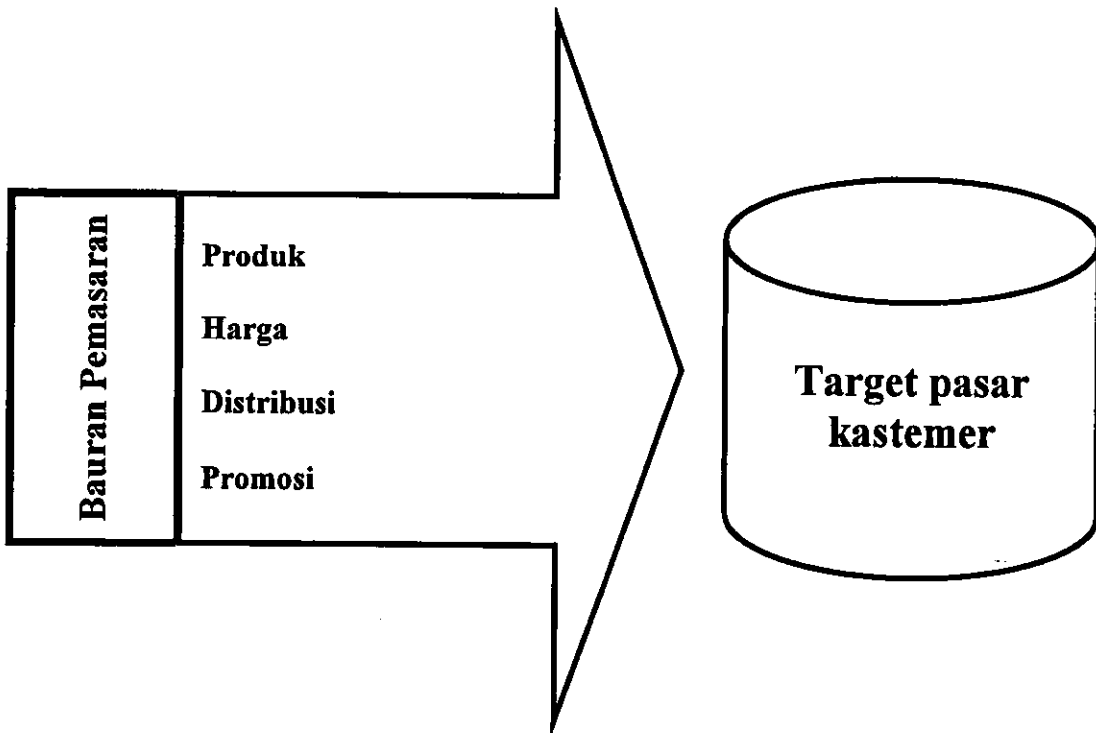 Bauran Pemasaran
Produk
Harga
Distribusi
Promosi
Target pasar
kastemer